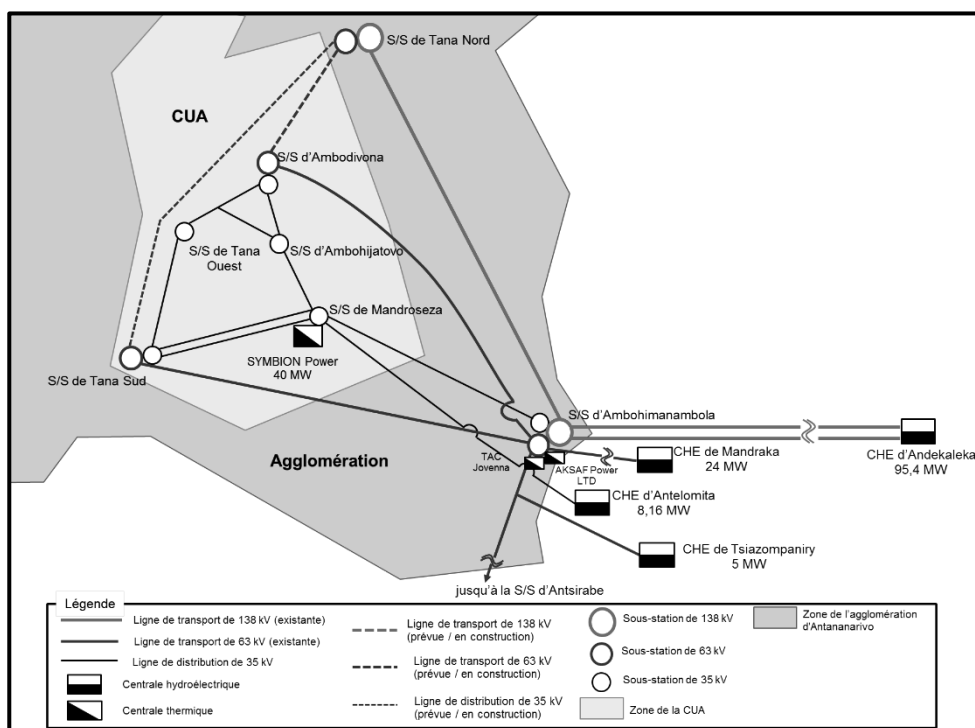 S/S de Tana Nord
CUA
S/S d'Ambodivona
S/S de Tana
Ouest
S/S d'Ambohijatovo
S/S de Mandroseza
SYMBION Power
40 MW
S/S de Tana Sud
S/S d'Ambohimanambola
Agglomération
TAC
Jovenna
AKSAF Power
LTD
CHE de Mandraka
24 MW
CHE d'Andekaleka
95,4 MW
CHE d'Antelomita
8,16 MW
CHE de Tsiazompaniry
5 MW
jusqu'à la S/S d'Antsirabe
Légende
Ligne de transport de 138 kV (existante)
Ligne de transport de 63 kV (existante)
Ligne de distribution de 35 kV
Centrale hydroélectrique
Centrale thermique
Ligne de transport de 138 kV
(prévue / en construction)
Ligne de transport de 63 kV
(prévue / en construction)
Ligne de distribution de 35 kV
(prévue / en construction)
Sous-station de 138 kV
Sous-station de 63 kV
Sous-station de 35 kV
Zone de l'agglomération
d'Antananarivo
Zone de la CUA